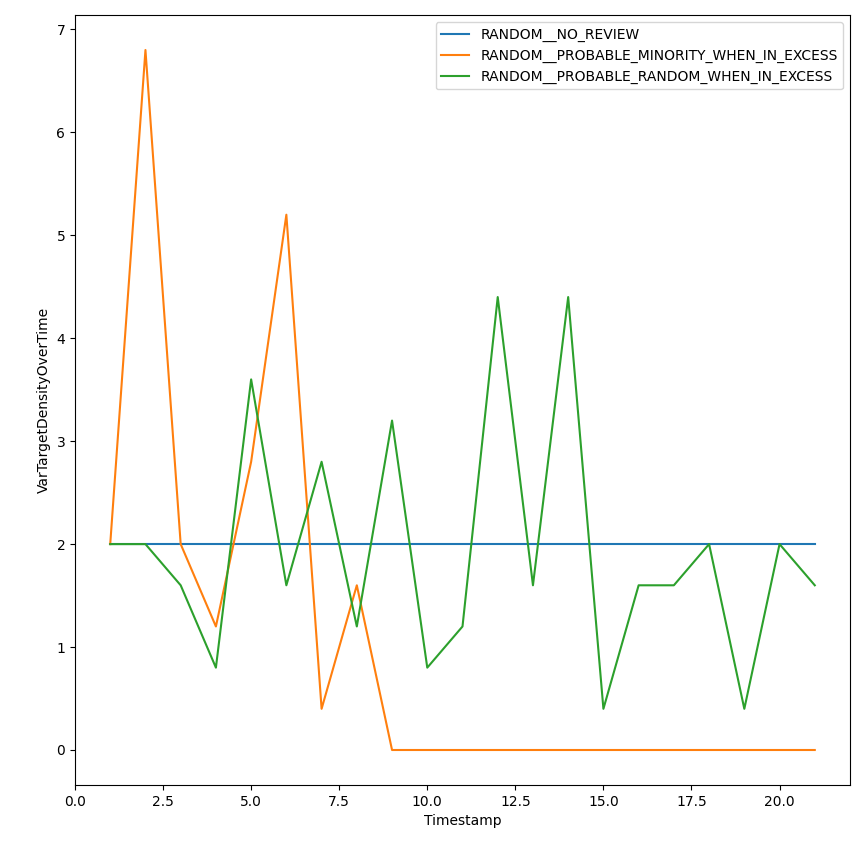 RANDOM__NO_REVIEW
RANDOM__PROBABLE_MINORITY_WHEN_IN_EXCESS
RANDOM__PROBABLE_RANDOM_WHEN_IN_EXCESS
VarTargetDensityOverTime
7
6
5
4
3
2
1
0
0.0 2.5 5.0 7.5 10.0 12.5 15.0 17.5 20.0
Timestamp